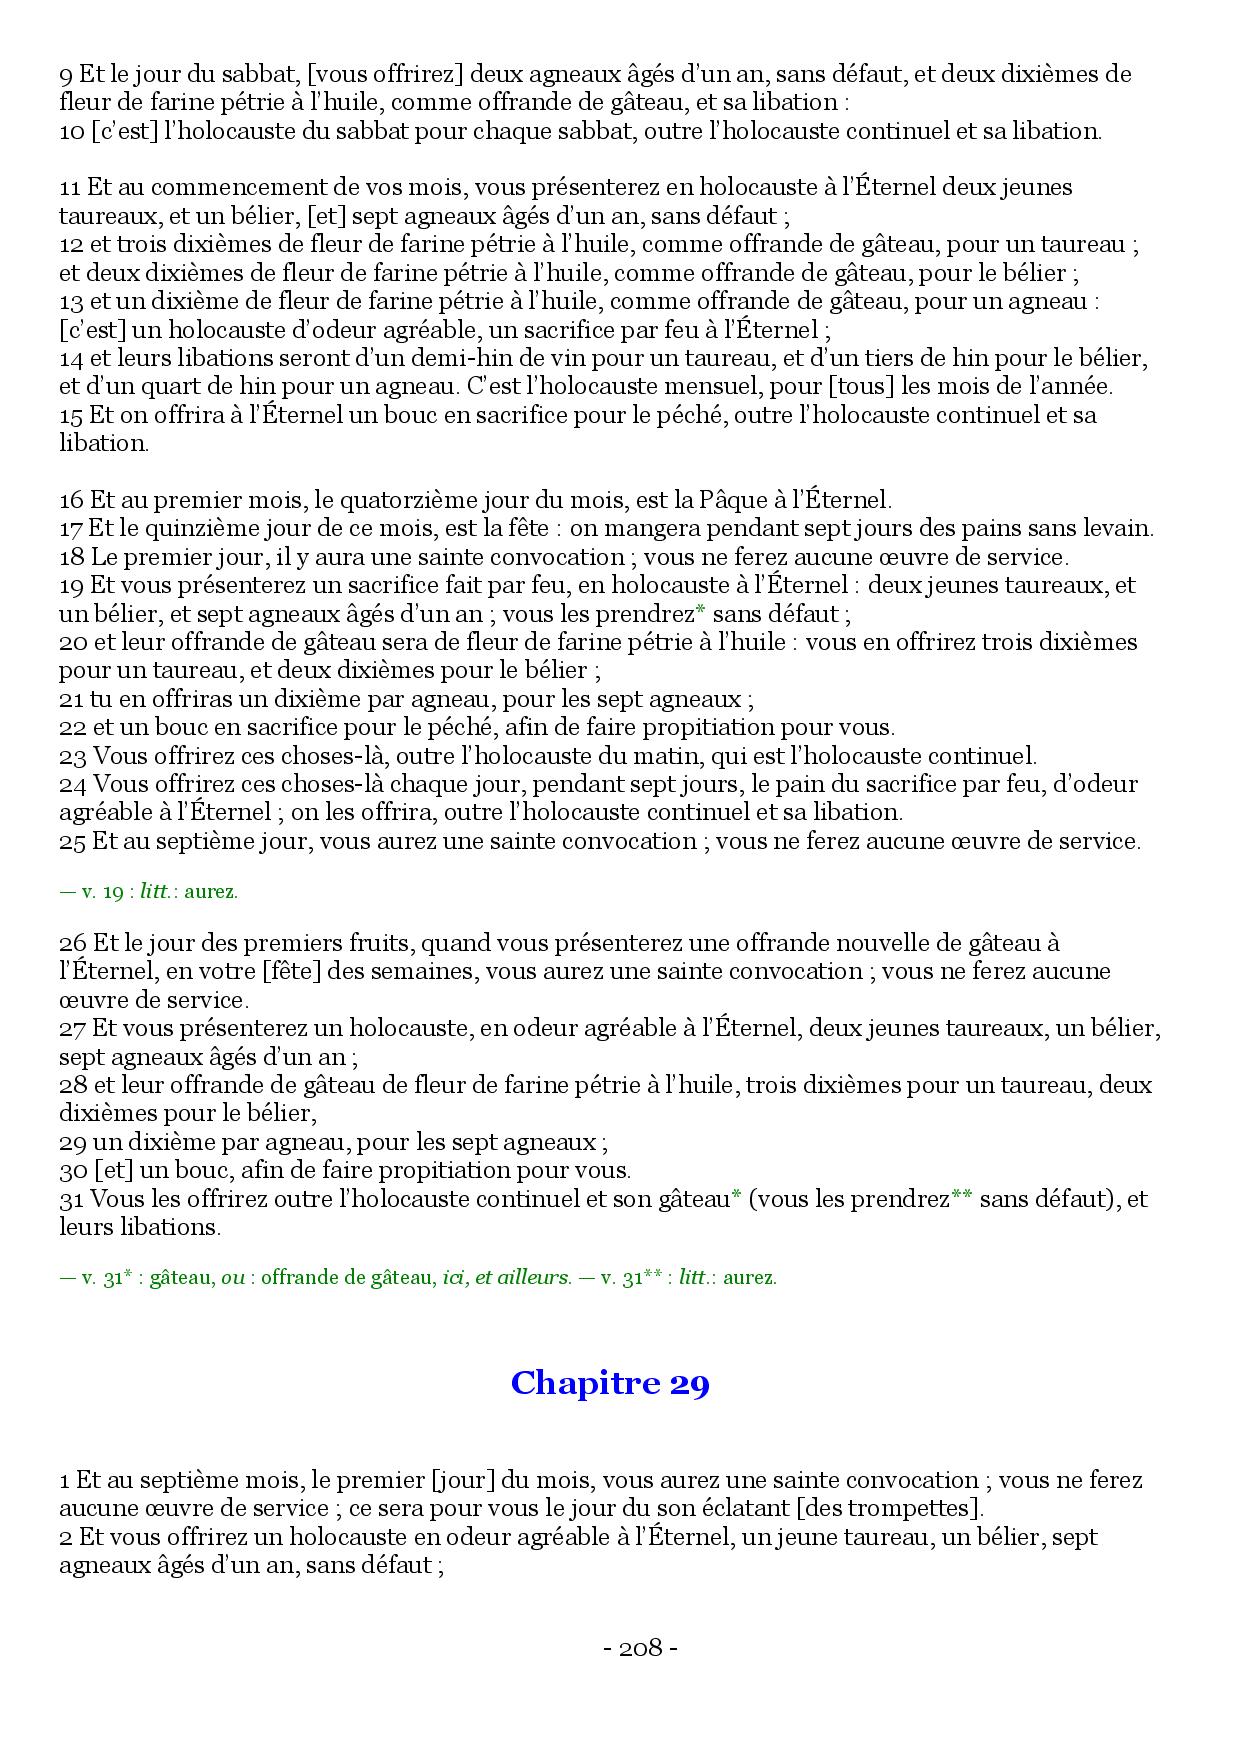 9 Et le jour du sabbat, [vous offrirez] deux agneaux âgés d’un an, sans défaut, et deux dixièmes de
fleur de farine pétrie à l’huile, comme offrande de gâteau, et sa libation :
10 [c’est] l’holocauste du sabbat pour chaque sabbat, outre l’holocauste continuel et sa libation.
11 Et au commencement de vos mois, vous présenterez en holocauste à l’Éternel deux jeunes
taureaux, et un bélier, [et] sept agneaux âgés d’un an, sans défaut ;
12 et trois dixièmes de fleur de farine pétrie à l’huile, comme offrande de gâteau, pour un taureau ;
et deux dixièmes de fleur de farine pétrie à l’huile, comme offrande de gâteau, pour le bélier ;
13 et un dixième de fleur de farine pétrie à l’huile, comme offrande de gâteau, pour un agneau :
[c’est] un holocauste d’odeur agréable, un sacrifice par feu à l’Éternel ;
14 et leurs libations seront d’un demi-hin de vin pour un taureau, et d’un tiers de hin pour le bélier,
et d’un quart de hin pour un agneau. C’est l’holocauste mensuel, pour [tous] les mois de l’année.
15 Et on offrira à l’Éternel un bouc en sacrifice pour le péché, outre l’holocauste continuel et sa
libation.
16 Et au premier mois, le quatorzième jour du mois, est la Pâque à l’Éternel.
17 Et le quinzième jour de ce mois, est la fête : on mangera pendant sept jours des pains sans levain.
18 Le premier jour, il y aura une sainte convocation ; vous ne ferez aucune œuvre de service.
19 Et vous présenterez un sacrifice fait par feu, en holocauste à l’Éternel : deux jeunes taureaux, et
un bélier, et sept agneaux âgés d’un an ; vous les prendrez* sans défaut ;
20 et leur offrande de gâteau sera de fleur de farine pétrie à l’huile : vous en offrirez trois dixièmes
pour un taureau, et deux dixièmes pour le bélier ;
21 tu en offriras un dixième par agneau, pour les sept agneaux ;
22 et un bouc en sacrifice pour le péché, afin de faire propitiation pour vous.
23 Vous offrirez ces choses-là, outre l’holocauste du matin, qui est l’holocauste continuel.
24 Vous offrirez ces choses-là chaque jour, pendant sept jours, le pain du sacrifice par feu, d’odeur
agréable à l’Éternel ; on les offrira, outre l’holocauste continuel et sa libation.
25 Et au septième jour, vous aurez une sainte convocation ; vous ne ferez aucune œuvre de service.
— v. 19 : litt.: aurez.
26 Et le jour des premiers fruits, quand vous présenterez une offrande nouvelle de gâteau à
l’Éternel, en votre [fête] des semaines, vous aurez une sainte convocation ; vous ne ferez aucune
œuvre de service.
27 Et vous présenterez un holocauste, en odeur agréable à l’Éternel, deux jeunes taureaux, un bélier,
sept agneaux âgés d’un an ;
28 et leur offrande de gâteau de fleur de farine pétrie à l’huile, trois dixièmes pour un taureau, deux
dixièmes pour le bélier,
29 un dixième par agneau, pour les sept agneaux ;
30 [et] un bouc, afin de faire propitiation pour vous.
31 Vous les offrirez outre l’holocauste continuel et son gâteau* (vous les prendrez** sans défaut), et
leurs libations.
— v. 31* : gâteau, ou : offrande de gâteau, ici, et ailleurs. — v. 31** : litt.: aurez.
Chapitre 29
1 Et au septième mois, le premier [jour] du mois, vous aurez une sainte convocation ; vous ne ferez
aucune œuvre de service ; ce sera pour vous le jour du son éclatant [des trompettes].
2 Et vous offrirez un holocauste en odeur agréable à l’Éternel, un jeune taureau, un bélier, sept
agneaux âgés d’un an, sans défaut ;
- 208 -